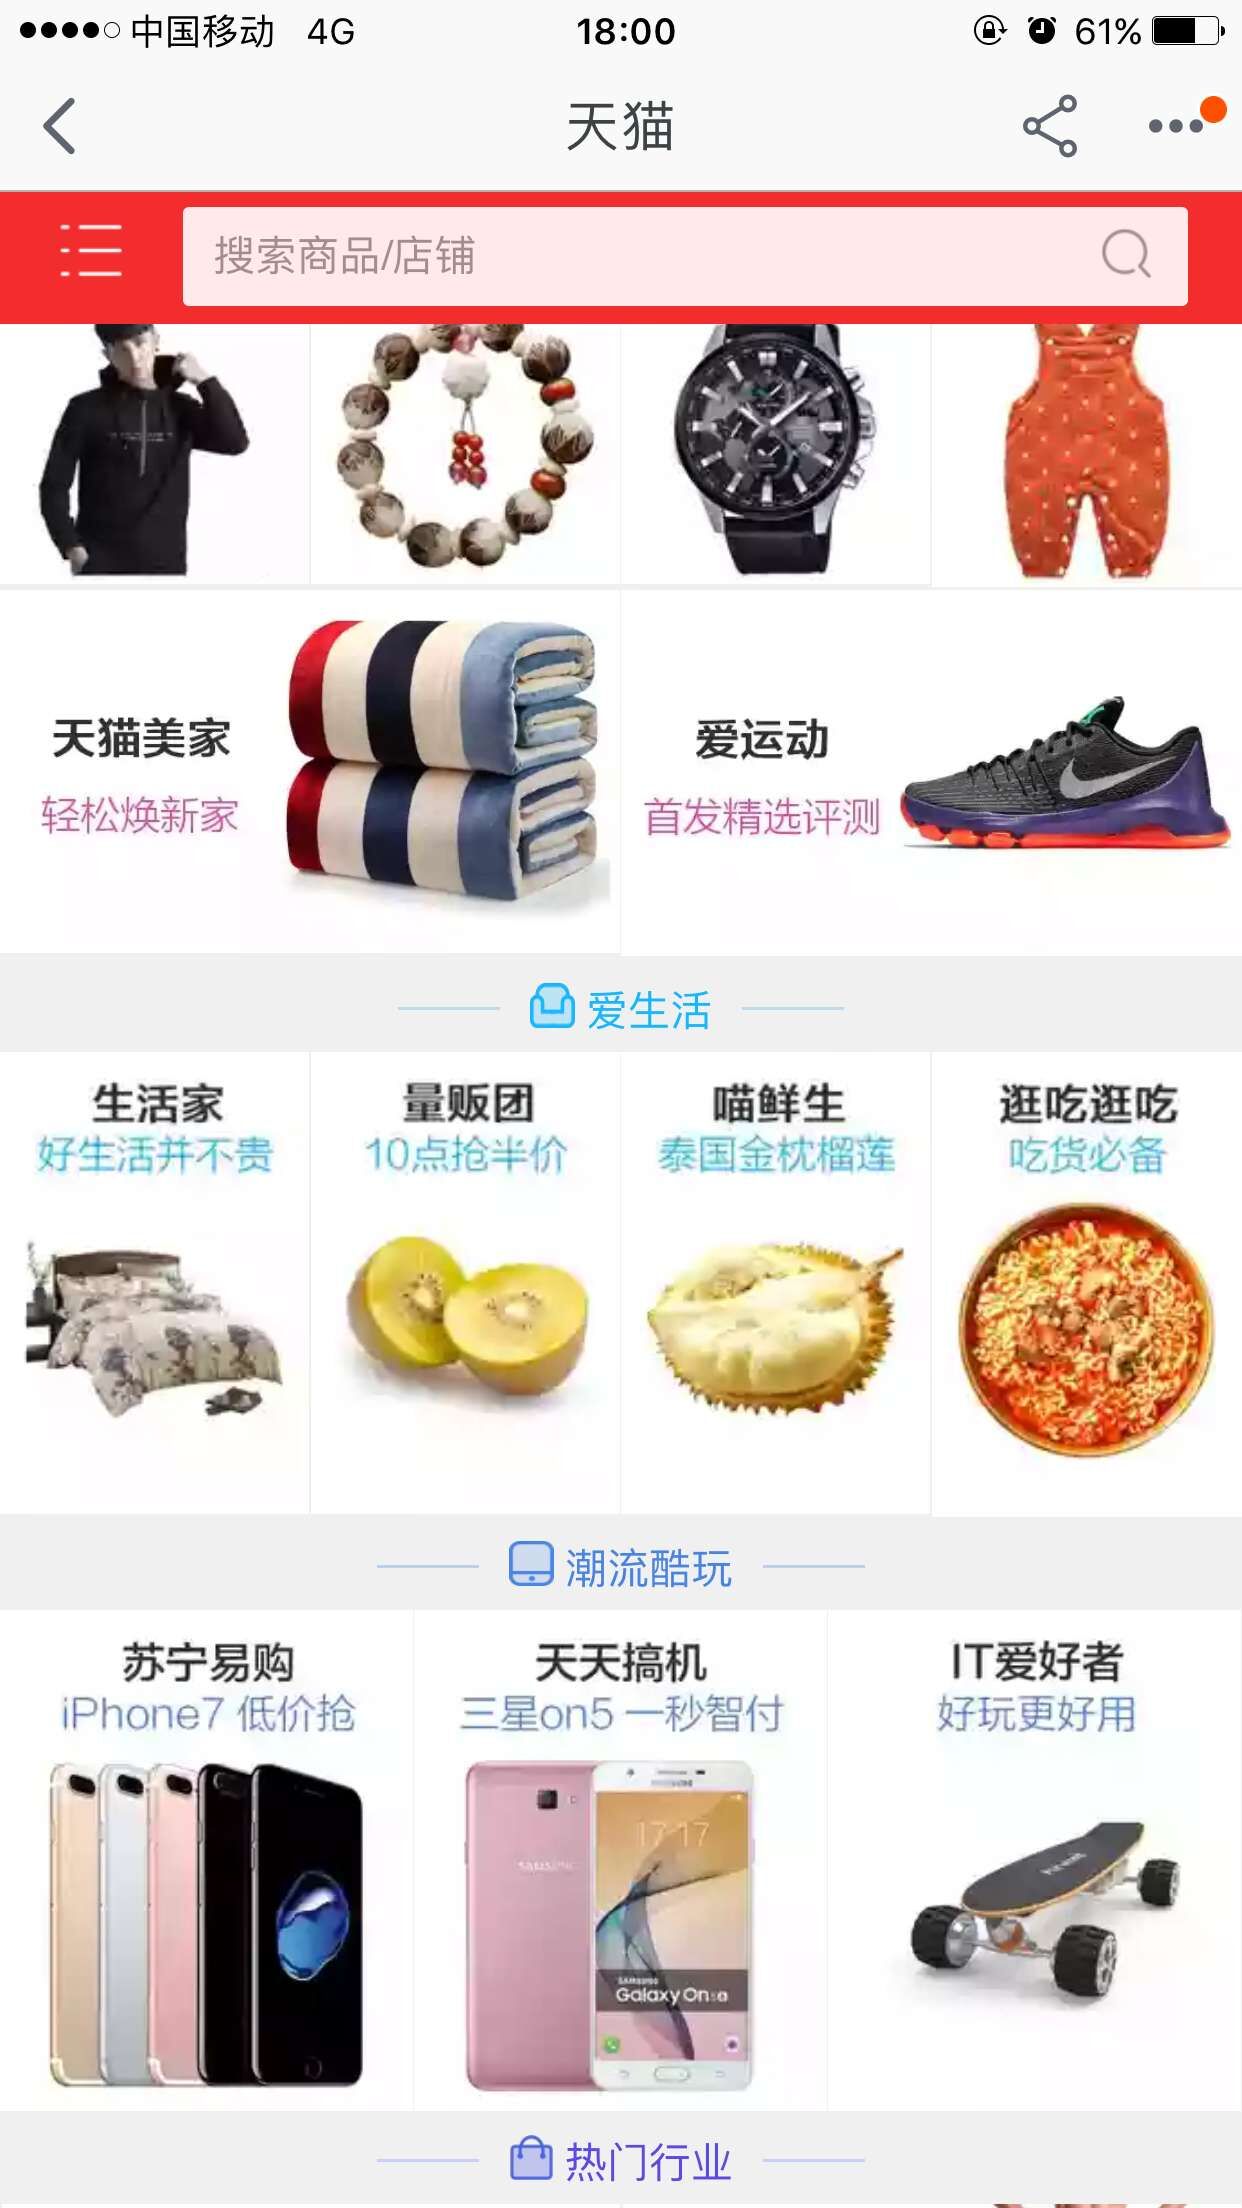 中国移动 4G 18:00 61%
天猫
搜索商品/店铺
天猫美家
轻松焕新家
爱运动
首发精选评测
爱生活
生活家
好生活并不贵
量贩团
10点抢半价
喵鲜生
泰国金枕榴莲
逛吃逛吃
吃货必备
潮流酷玩
苏宁易购
iPhone7 低价抢
天天搞机
三星on5 一秒智付
IT爱好者
好玩更好用
SAMSUNG
SAMSUNG
17:17
SAMSUNG
热门行业